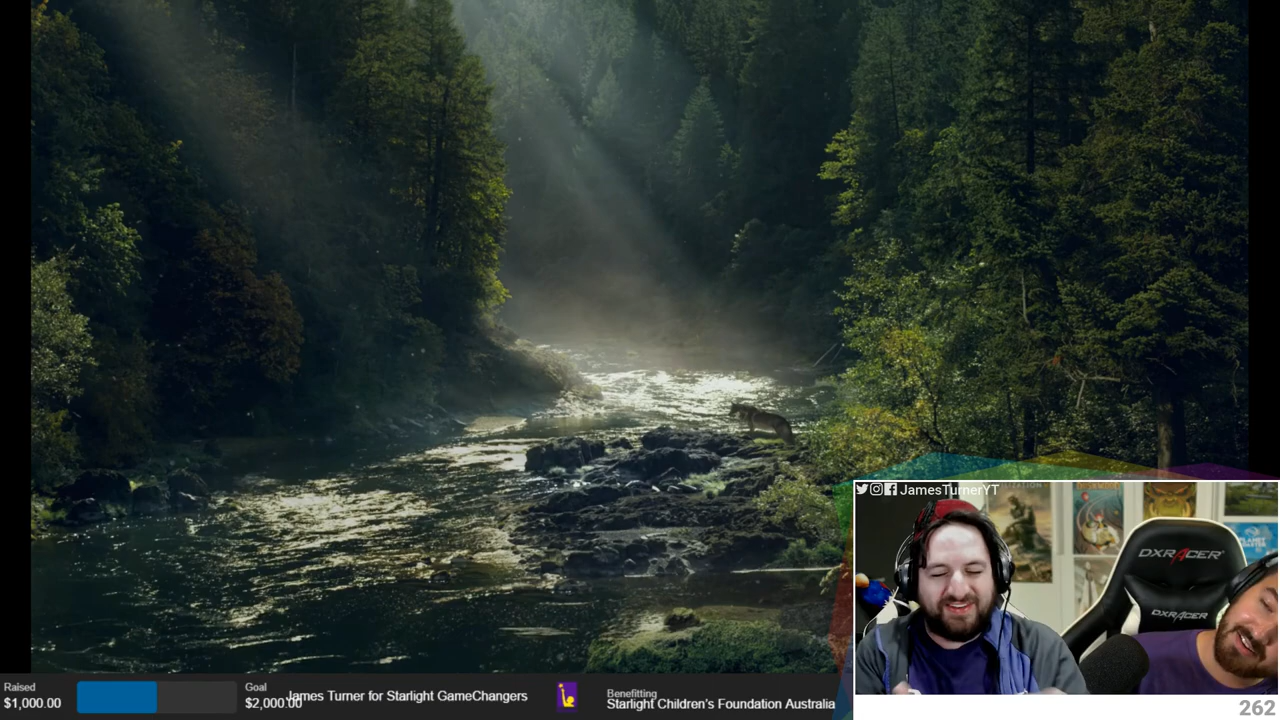 JamesTurnerYT
DXRACER
DXRACER
PLANET
Raised
$1,000.00
Goal
$2,000.00
James Turner for Starlight GameChangers
Benefitting
Starlight Children's Foundation Australia
262